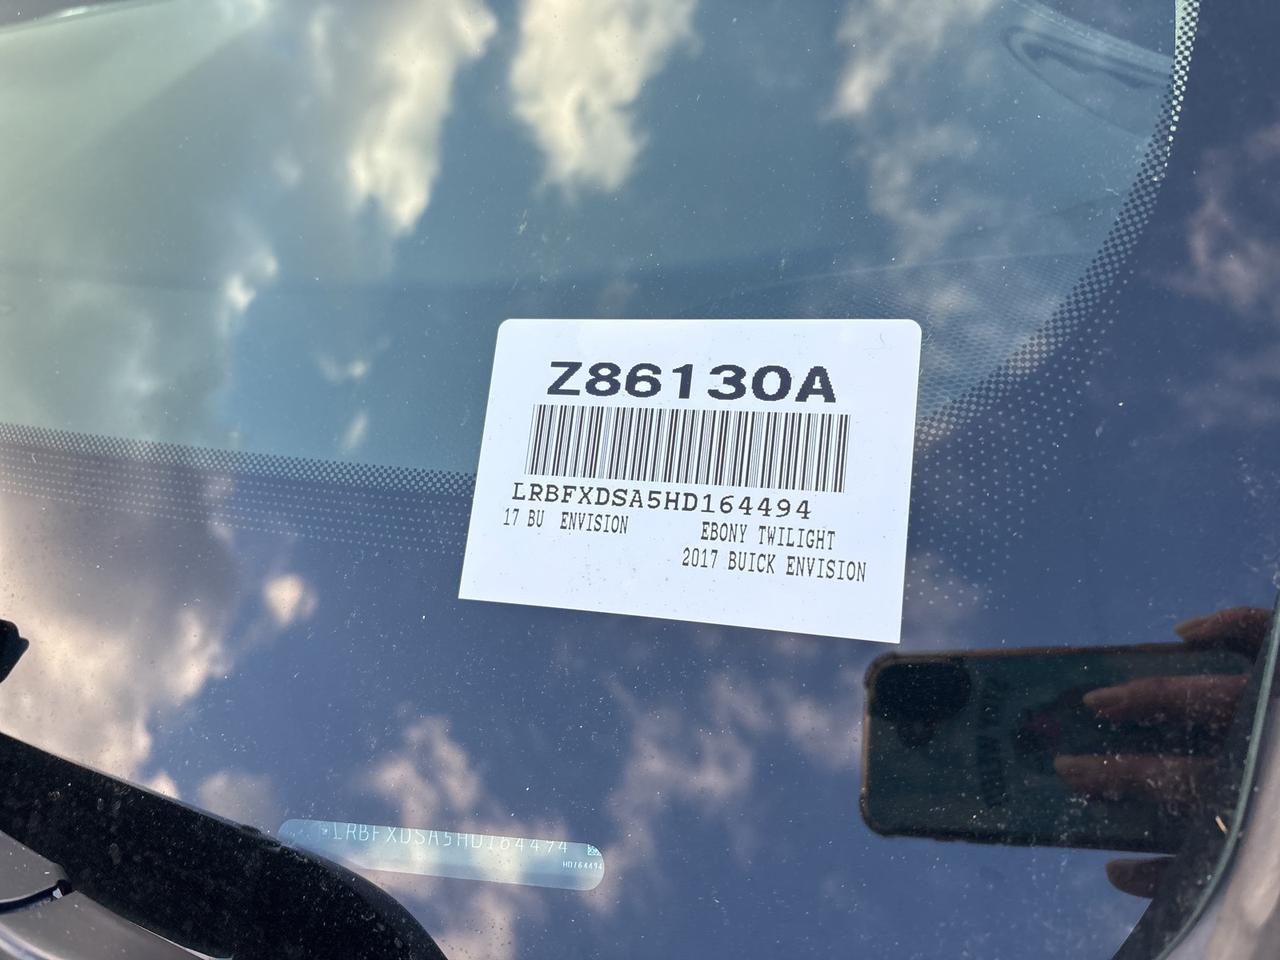 Z86130A
LRBFXDSA5HD164494
17 BU ENVISION
EBONY TWILIGHT
2017 BUICK ENVISION
LRBFXDSA5HD164494
HD164494